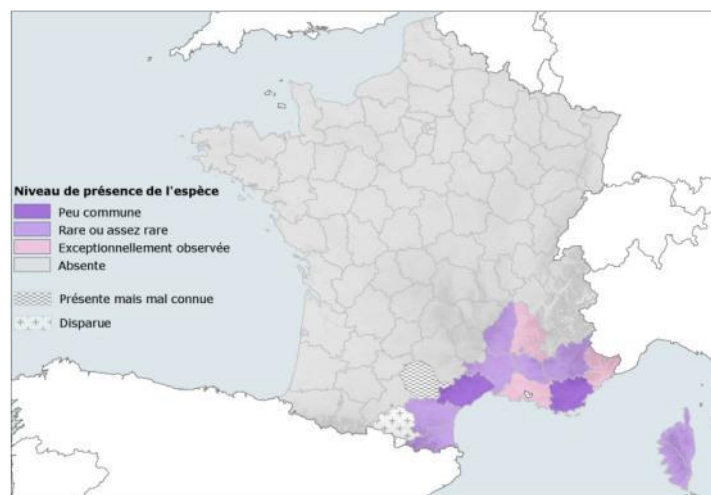 Niveau de présence de l'espèce
Peu commune
Rare ou assez rare
Exceptionnellement observée
Absente
Présente mais mal connue
Disparue